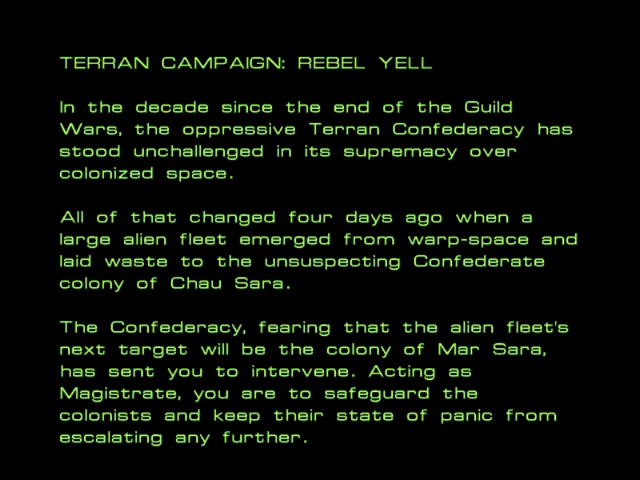 TERRAN CAMPAIGN: REBEL YELL
In the decade since the end of the Guild
Wars, the oppressive Terran Confederacy has
stood unchallenged in its supremacy over
colonized space.
All of that changed four days ago when a
large alien fleet emerged from warp-space and
laid waste to the unsuspecting Confederate
colony of Chau Sara.
The Confederacy, fearing that the alien fleet's
next target will be the colony of Mar Sara,
has sent you to intervene. Acting as
Magistrate, you are to safeguard the
colonists and keep their state of panic from
escalating any further.